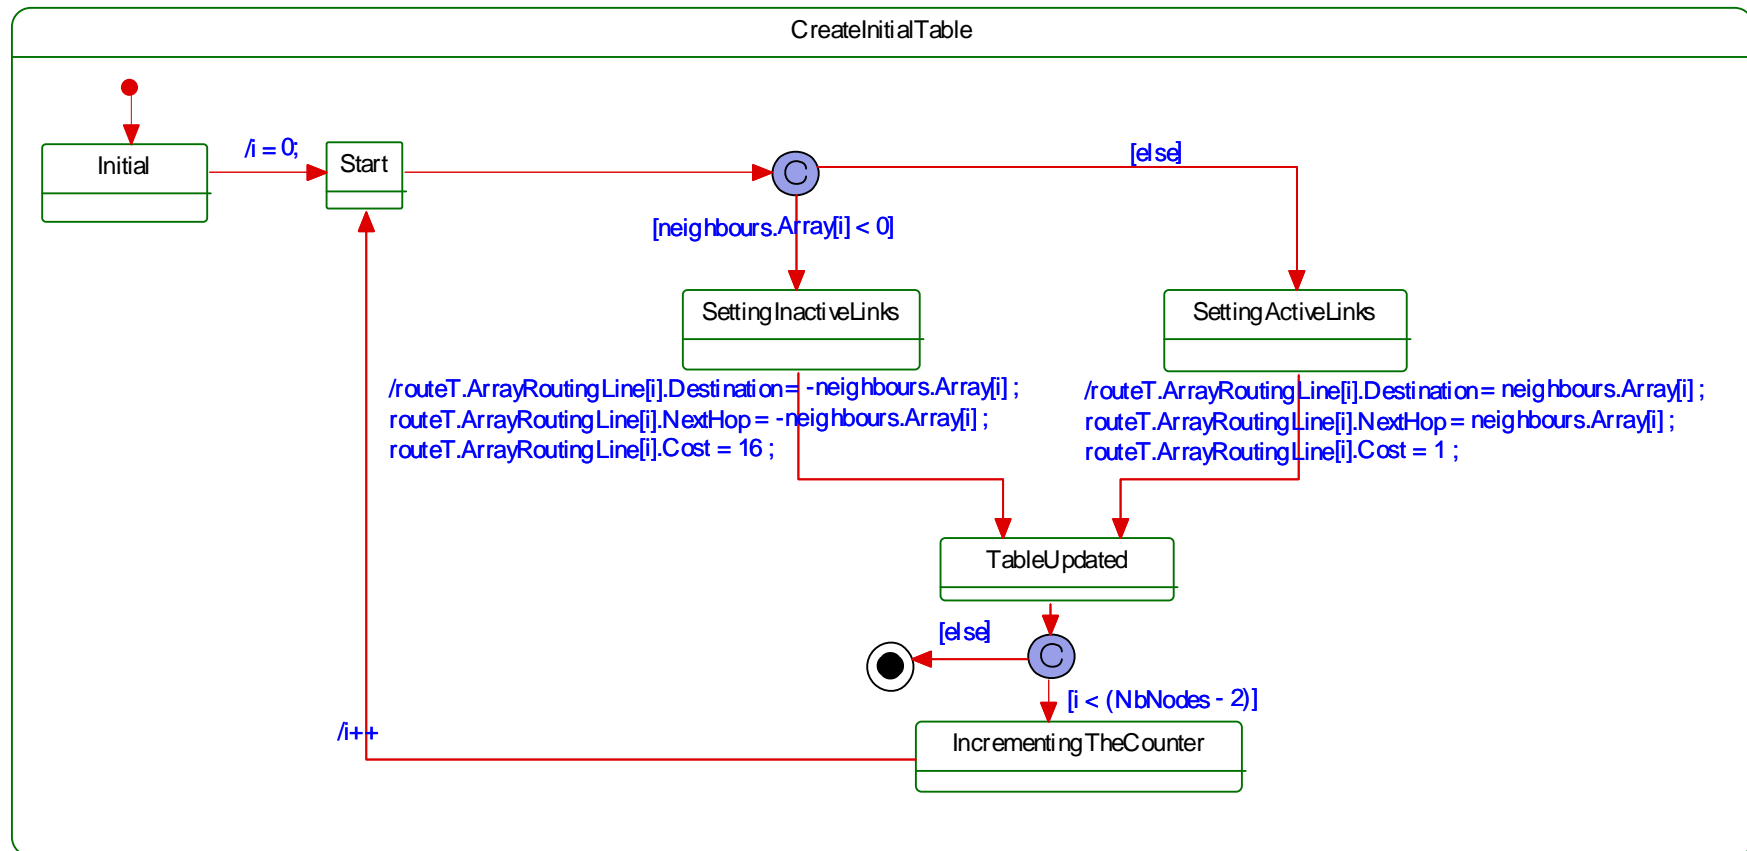 CreateInitialTable
Initial
/i = 0;
Start
C
[else]
[neighbours.Array[i] < 0]
SettingInactiveLinks
SettingActiveLinks
/routeT.ArrayRoutingLine[i].Destination = -neighbours.Array[i] ;
routeT.ArrayRoutingLine[i].NextHop = -neighbours.Array[i] ;
routeT.ArrayRoutingLine[i].Cost = 16 ;
/routeT.ArrayRoutingLine[i].Destination = neighbours.Array[i] ;
routeT.ArrayRoutingLine[i].NextHop = neighbours.Array[i] ;
routeT.ArrayRoutingLine[i].Cost = 1 ;
TableUpdated
[else]
C
[i < (NbNodes - 2)]
/i++
IncrementingTheCounter